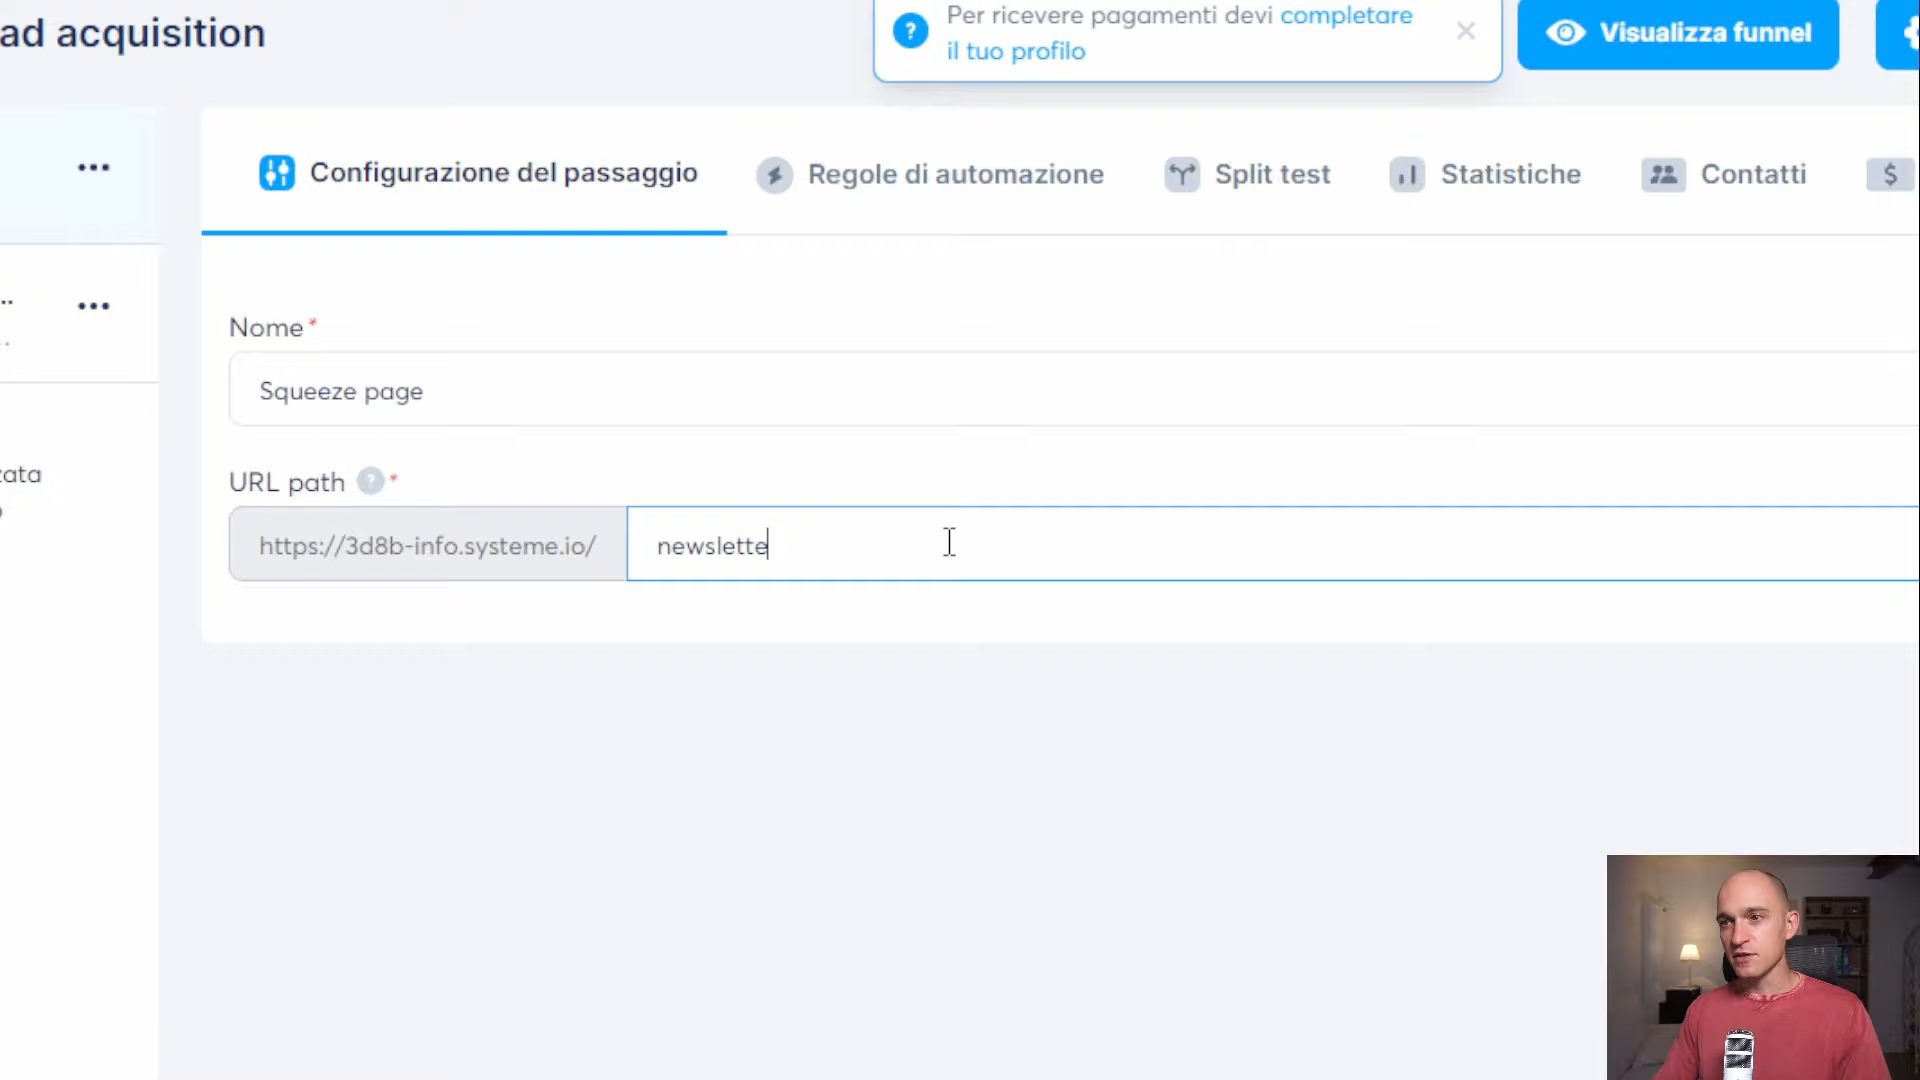 ad acquisition
Per ricevere pagamenti devi completare
il tuo profilo
Visualizza funnel
Configurazione del passaggio
Regole di automazione
Split test
Statistiche
Contatti
Nome *
Squeeze page
URL path ? *
https://3d8b-info.systeme.io/
newslette